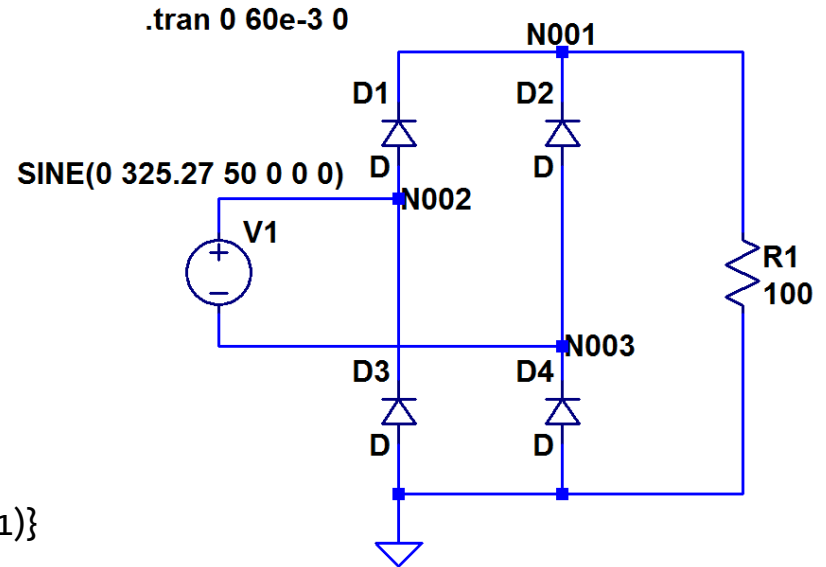 .tran 0 60e-3 0
N001
D1
D2
SINE(0 325.27 50 0 0 0)
D
D
N002
V1
R1
100
N003
D3
D4
D
D
1)}